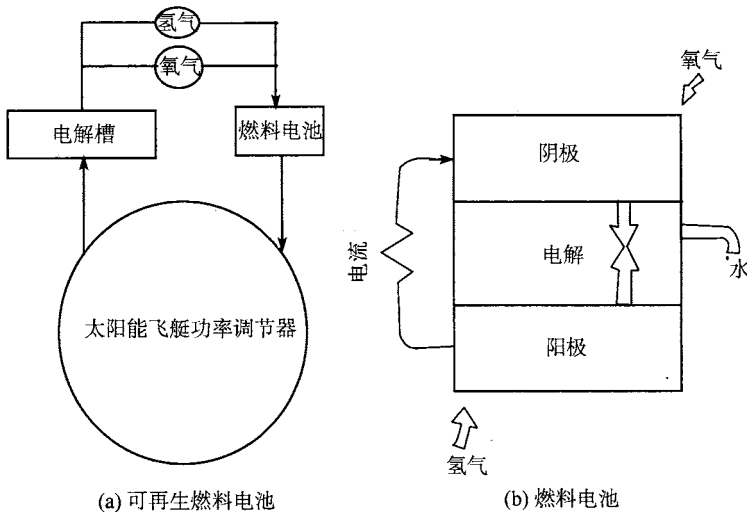 氢气
氧气
电解槽
燃料电池
太阳能飞艇功率调节器
(a) 可再生燃料电池
氧气
阴极
电流
电解
水
阳极
氢气
(b) 燃料电池